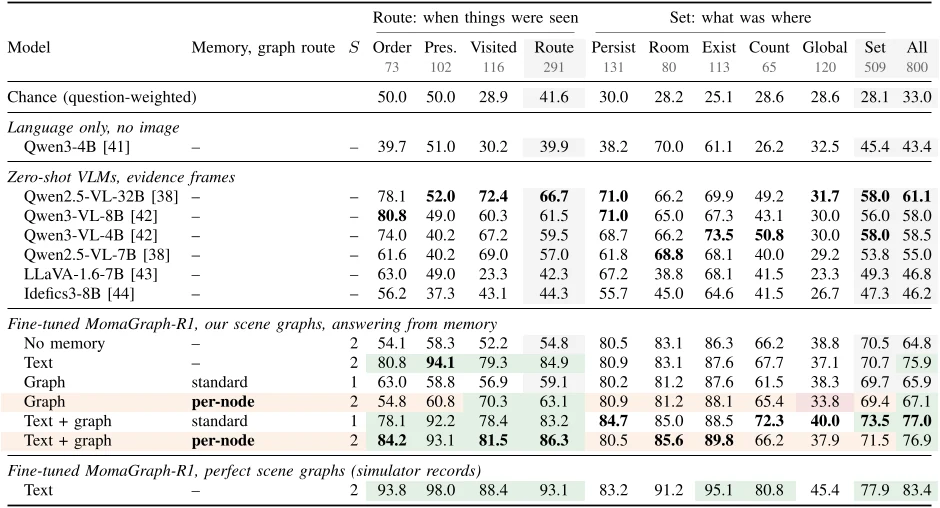 Route: when things were seen Set: what was where
Model Memory, graph route S Order Pres. Visited Route Persist Room Exist Count Global Set All
73 102 116 291 131 80 113 65 120 509 800
Chance (question-weighted) 50.0 50.0 28.9 41.6 30.0 28.2 25.1 28.6 28.6 28.1 33.0
Language only, no image
Qwen3-4B [41] – – 39.7 51.0 30.2 39.9 38.2 70.0 61.1 26.2 32.5 45.4 43.4
Zero-shot VLMs, evidence frames
Qwen2.5-VL-32B [38] – – 78.1 52.0 72.4 66.7 71.0 66.2 69.9 49.2 31.7 58.0 61.1
Qwen3-VL-8B [42] – – 80.8 49.0 60.3 61.5 71.0 65.0 67.3 43.1 30.0 56.0 58.0
Qwen3-VL-4B [42] – – 74.0 40.2 67.2 59.5 68.7 66.2 73.5 50.8 30.0 58.0 58.5
Qwen2.5-VL-7B [38] – – 61.6 40.2 69.0 57.0 61.8 68.8 68.1 40.0 29.2 53.8 55.0
LLaVA-1.6-7B [43] – – 63.0 49.0 23.3 42.3 67.2 38.8 68.1 41.5 23.3 49.3 46.8
Idefics3-8B [44] – – 56.2 37.3 43.1 44.3 55.7 45.0 64.6 41.5 26.7 47.3 46.2
Fine-tuned MomaGraph-R1, our scene graphs, answering from memory
No memory – 2 54.1 58.3 52.2 54.8 80.5 83.1 86.3 66.2 38.8 70.5 64.8
Text – 2 80.8 94.1 79.3 84.9 80.9 83.1 87.6 67.7 37.1 70.7 75.9
Graph standard 1 63.0 58.8 56.9 59.1 80.2 81.2 87.6 61.5 38.3 69.7 65.9
Graph per-node 2 54.8 60.8 70.3 63.1 80.9 81.2 88.1 65.4 33.8 69.4 67.1
Text + graph standard 1 78.1 92.2 78.4 83.2 84.7 85.0 88.5 72.3 40.0 73.5 77.0
Text + graph per-node 2 84.2 93.1 81.5 86.3 80.5 85.6 89.8 66.2 37.9 71.5 76.9
Fine-tuned MomaGraph-R1, perfect scene graphs (simulator records)
Text – 2 93.8 98.0 88.4 93.1 83.2 91.2 95.1 80.8 45.4 77.9 83.4